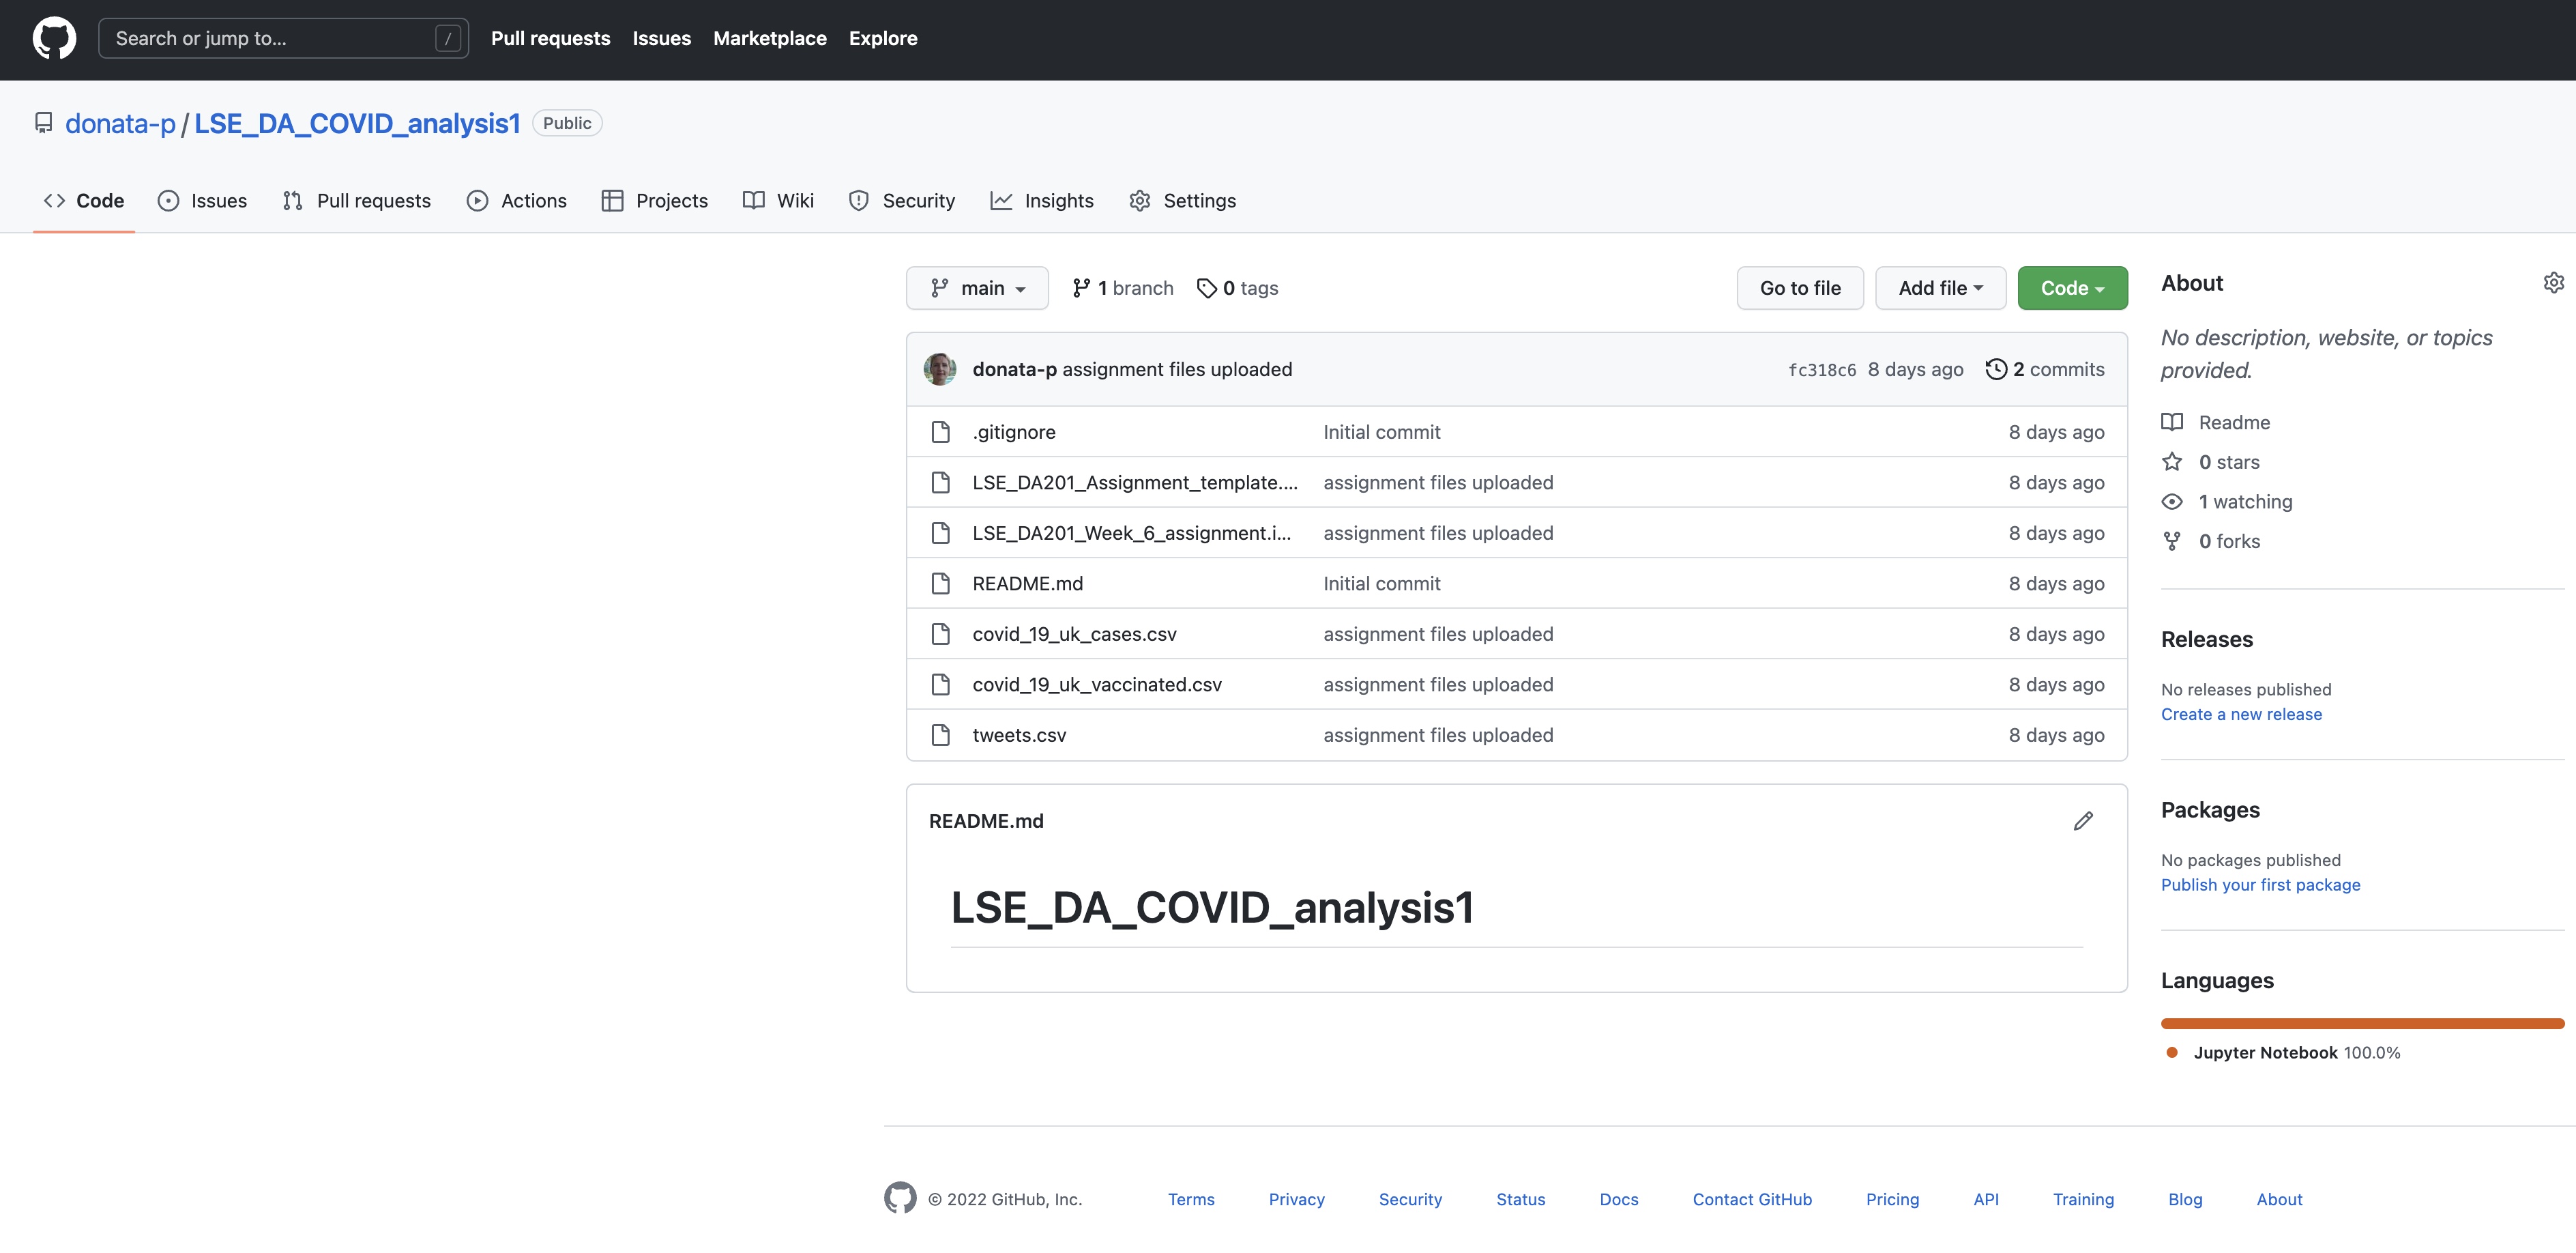 Search or jump to... /
Pull requests Issues Marketplace Explore
donata-p / LSE_DA_COVID_analysis1 Public
Code Issues Pull requests Actions Projects Wiki Security Insights Settings
main 1 branch 0 tags Go to file Add file Code
donata-p assignment files uploaded fc318c6 8 days ago 2 commits
.gitignore Initial commit 8 days ago
LSE_DA201_Assignment_template.... assignment files uploaded 8 days ago
LSE_DA201_Week_6_assignment.i... assignment files uploaded 8 days ago
README.md Initial commit 8 days ago
covid_19_uk_cases.csv assignment files uploaded 8 days ago
covid_19_uk_vaccinated.csv assignment files uploaded 8 days ago
tweets.csv assignment files uploaded 8 days ago
README.md
LSE_DA_COVID_analysis1
About
No description, website, or topics
provided.
Readme
0 stars
1 watching
0 forks
Releases
No releases published
Create a new release
Packages
No packages published
Publish your first package
Languages
Jupyter Notebook 100.0%
© 2022 GitHub, Inc. Terms Privacy Security Status Docs Contact GitHub Pricing API Training Blog About